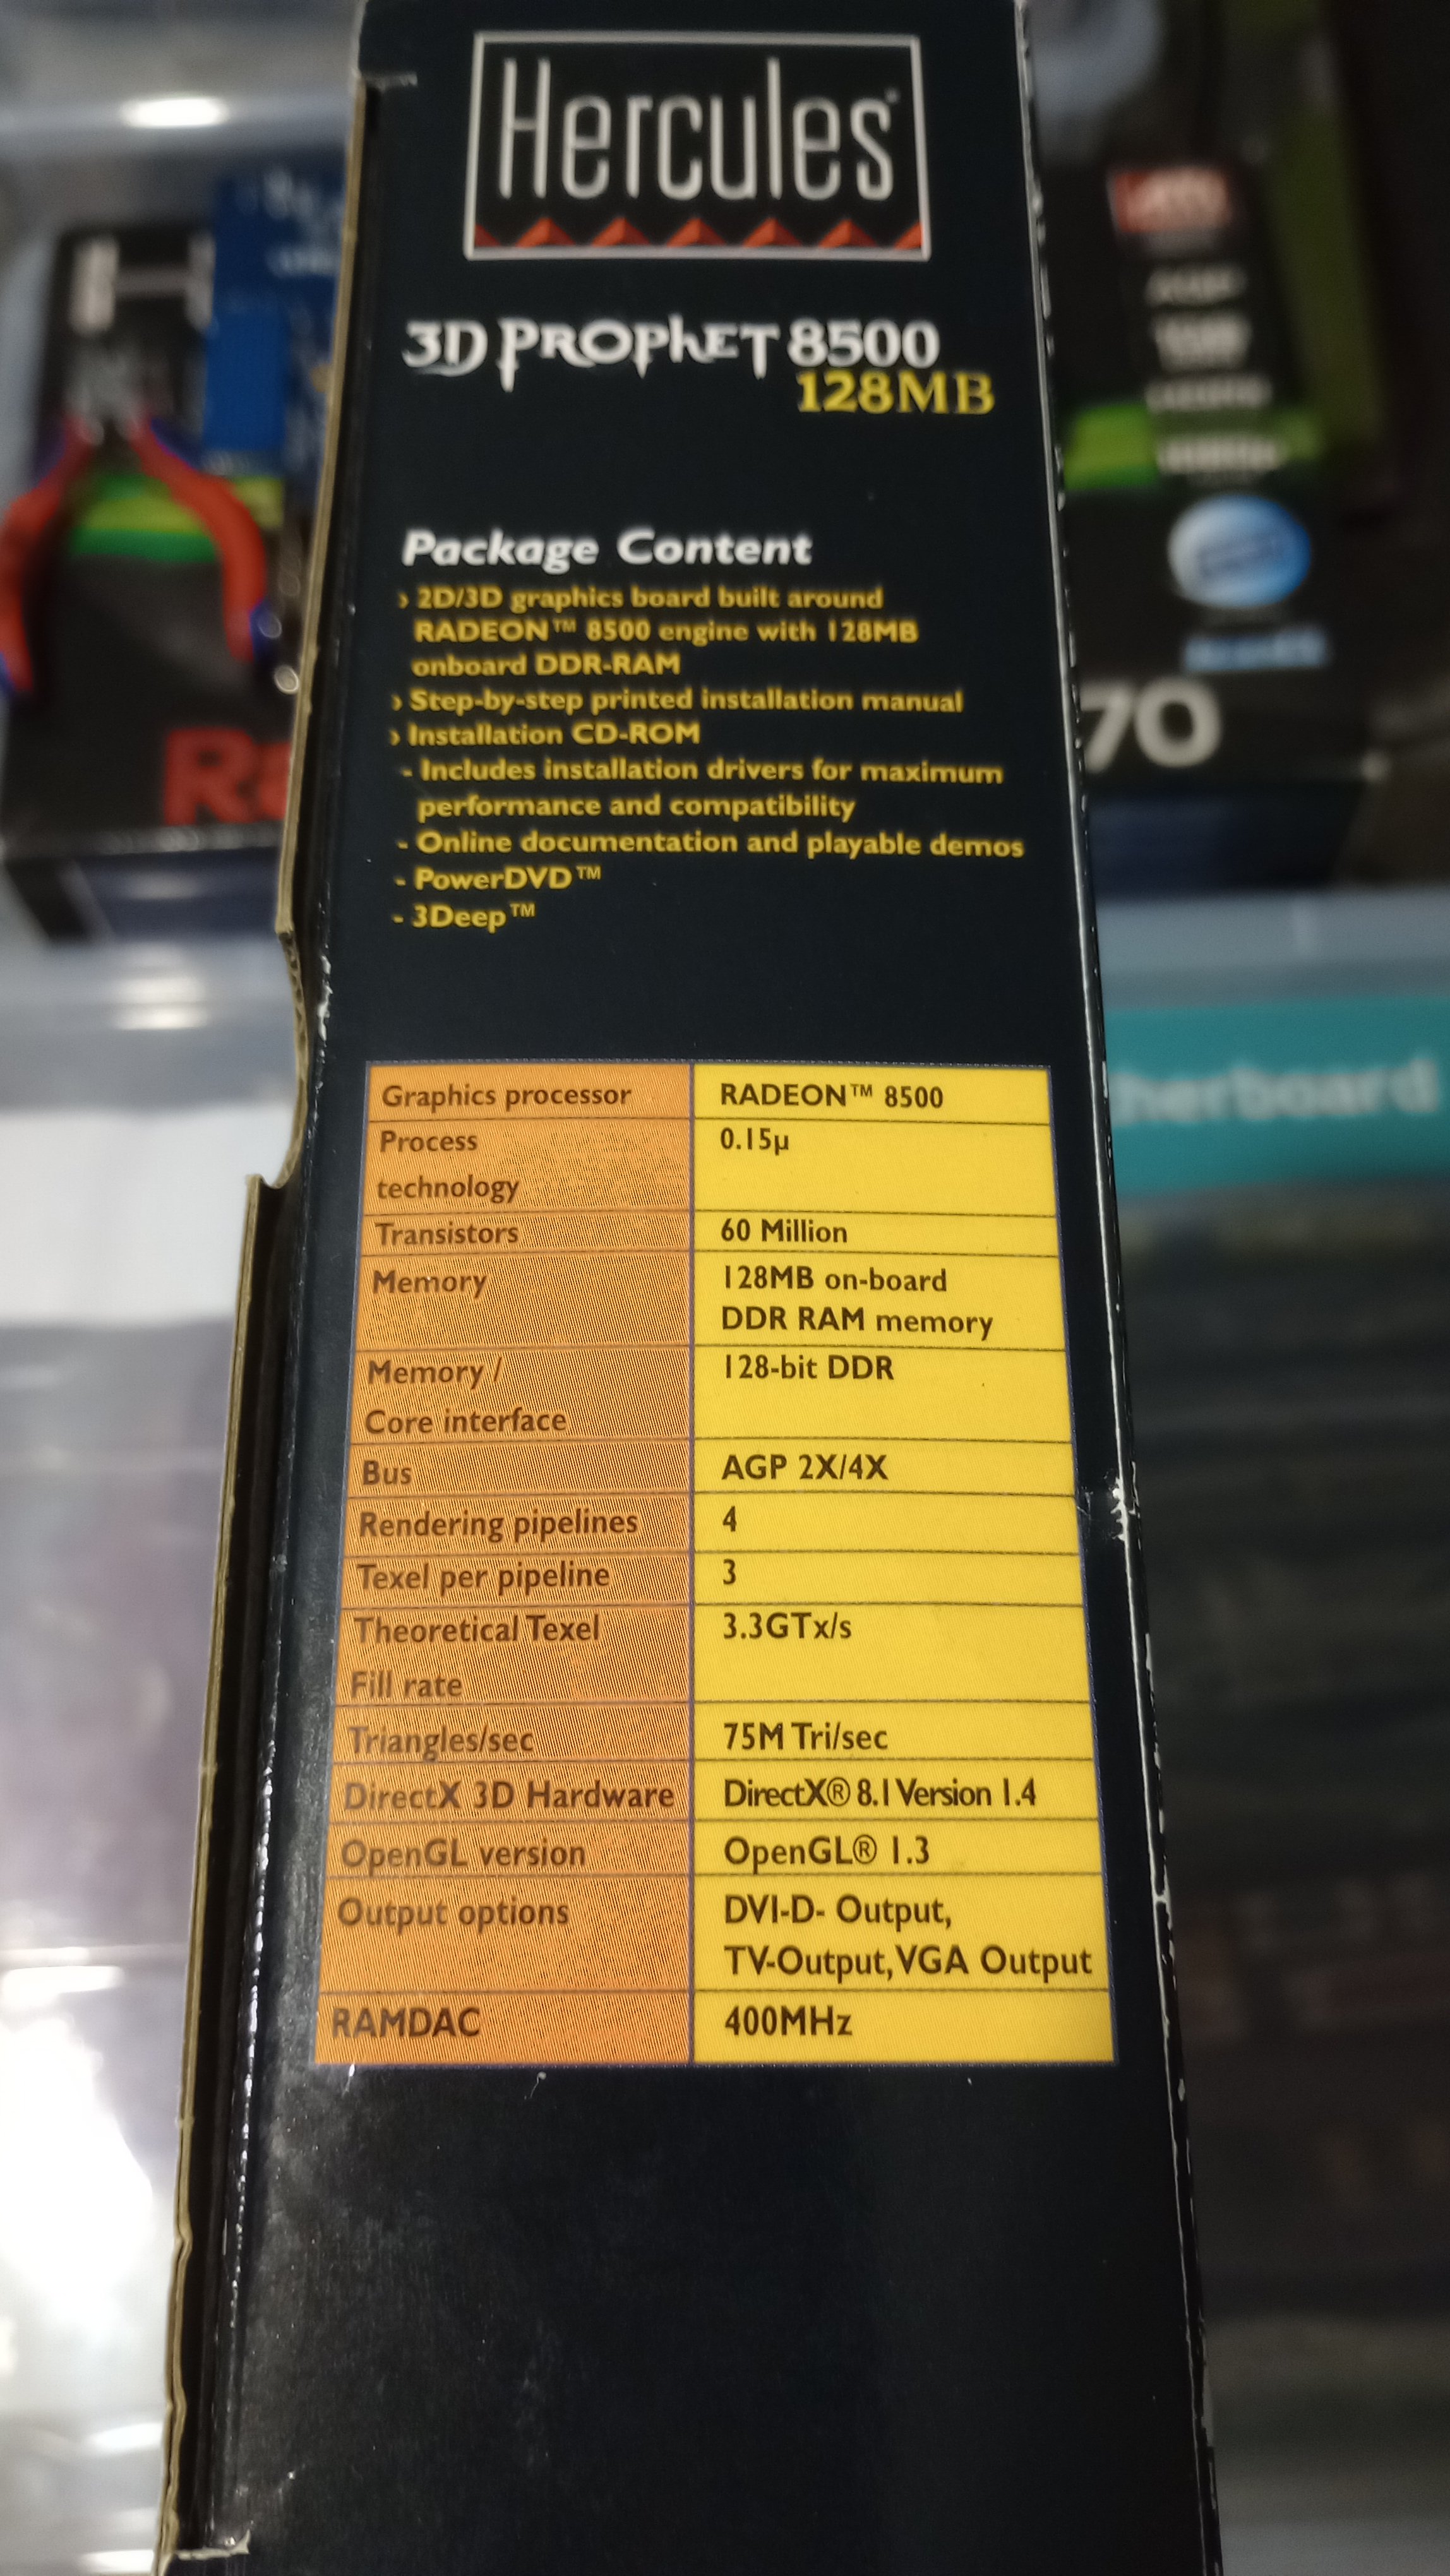 Hercules®
3D PROPhET 8500
128MB
Package Content
› 2D/3D graphics board built around
RADEON™ 8500 engine with 128MB
onboard DDR-RAM
› Step-by-step printed installation manual
› Installation CD-ROM
- Includes installation drivers for maximum
performance and compatibility
- Online documentation and playable demos
- PowerDVD™
- 3Deep™
Graphics processor RADEON™ 8500
Process 0.15µ
technology
Transistors 60 Million
Memory 128MB on-board
DDR RAM memory
Memory / 128-bit DDR
Core interface
Bus AGP 2X/4X
Rendering pipelines 4
Texel per pipeline 3
Theoretical Texel 3.3GTx/s
Fill rate
Triangles/sec 75M Tri/sec
DirectX 3D Hardware DirectX® 8.1 Version 1.4
OpenGL version OpenGL® 1.3
Output options DVI-D- Output,
TV-Output, VGA Output
RAMDAC 400MHz
70
herboard